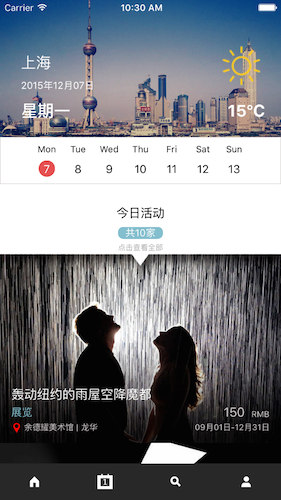 Carrier 10:30 AM
上海
2015年12月07日
星期一 15°C
Mon Tue Wed Thu Fri Sat Sun
7 8 9 10 11 12 13
今日活动
共10家
点击查看全部
轰动纽约的雨屋空降魔都
展览 150 RMB
余德耀美术馆 | 龙华 09月01日-12月31日
1